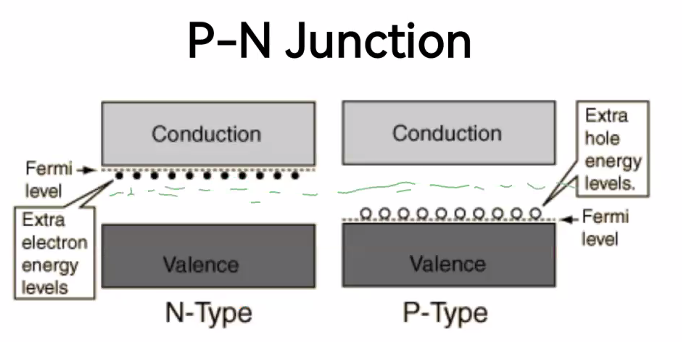 P-N Junction
Conduction
Conduction
Extra
hole
energy
levels.
Fermi
level
Extra
electron
energy
levels
Fermi
level
Valence
Valence
N-Type
P-Type